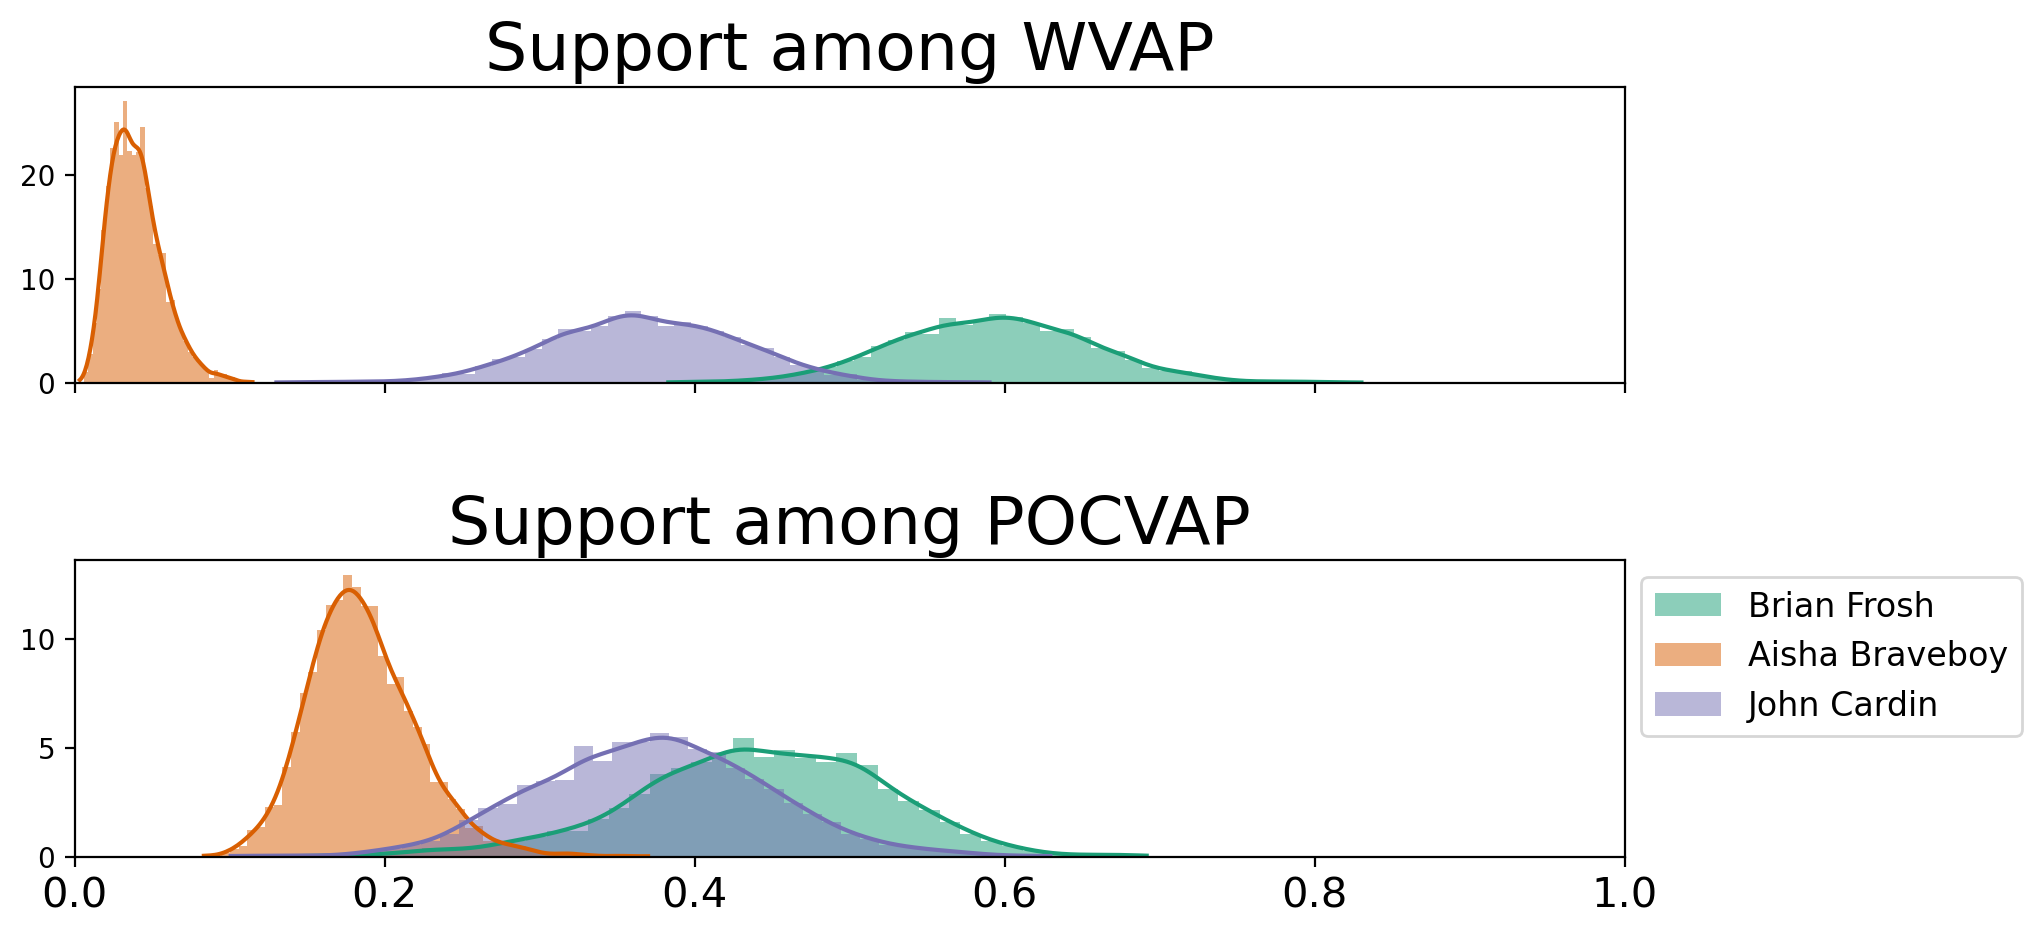 Support among WVAP
20
10
0
Support among POCVAP
10
5
0
0.0 0.2 0.4 0.6 0.8 1.0
Brian Frosh
Aisha Braveboy
John Cardin